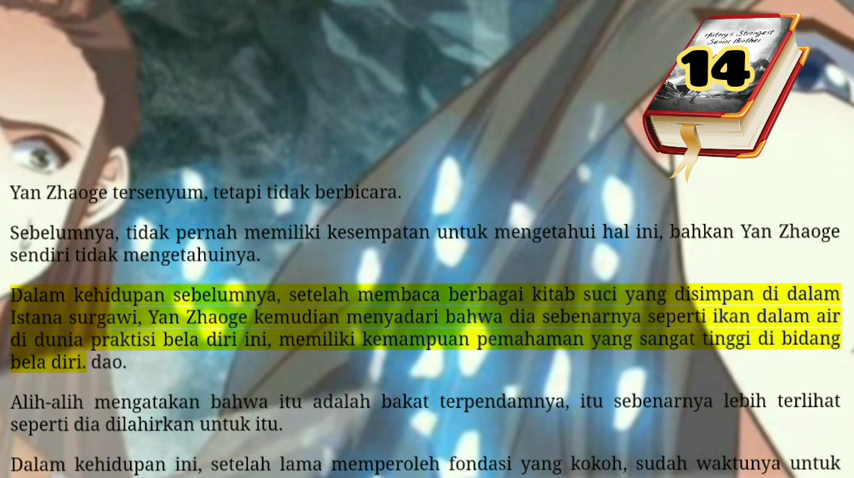 History's Strongest
Senior Brother
14
Yan Zhaoge tersenyum, tetapi tidak berbicara.
Sebelumnya, tidak pernah memiliki kesempatan untuk mengetahui hal ini, bahkan Yan Zhaoge
sendiri tidak mengetahuinya.
Dalam kehidupan sebelumnya, setelah membaca berbagai kitab suci yang disimpan di dalam
Istana surgawi, Yan Zhaoge kemudian menyadari bahwa dia sebenarnya seperti ikan dalam air
di dunia praktisi bela diri ini, memiliki kemampuan pemahaman yang sangat tinggi di bidang
bela diri. dao.
Alih-alih mengatakan bahwa itu adalah bakat terpendamnya, itu sebenarnya lebih terlihat
seperti dia dilahirkan untuk itu.
Dalam kehidupan ini, setelah lama memperoleh fondasi yang kokoh, sudah waktunya untuk